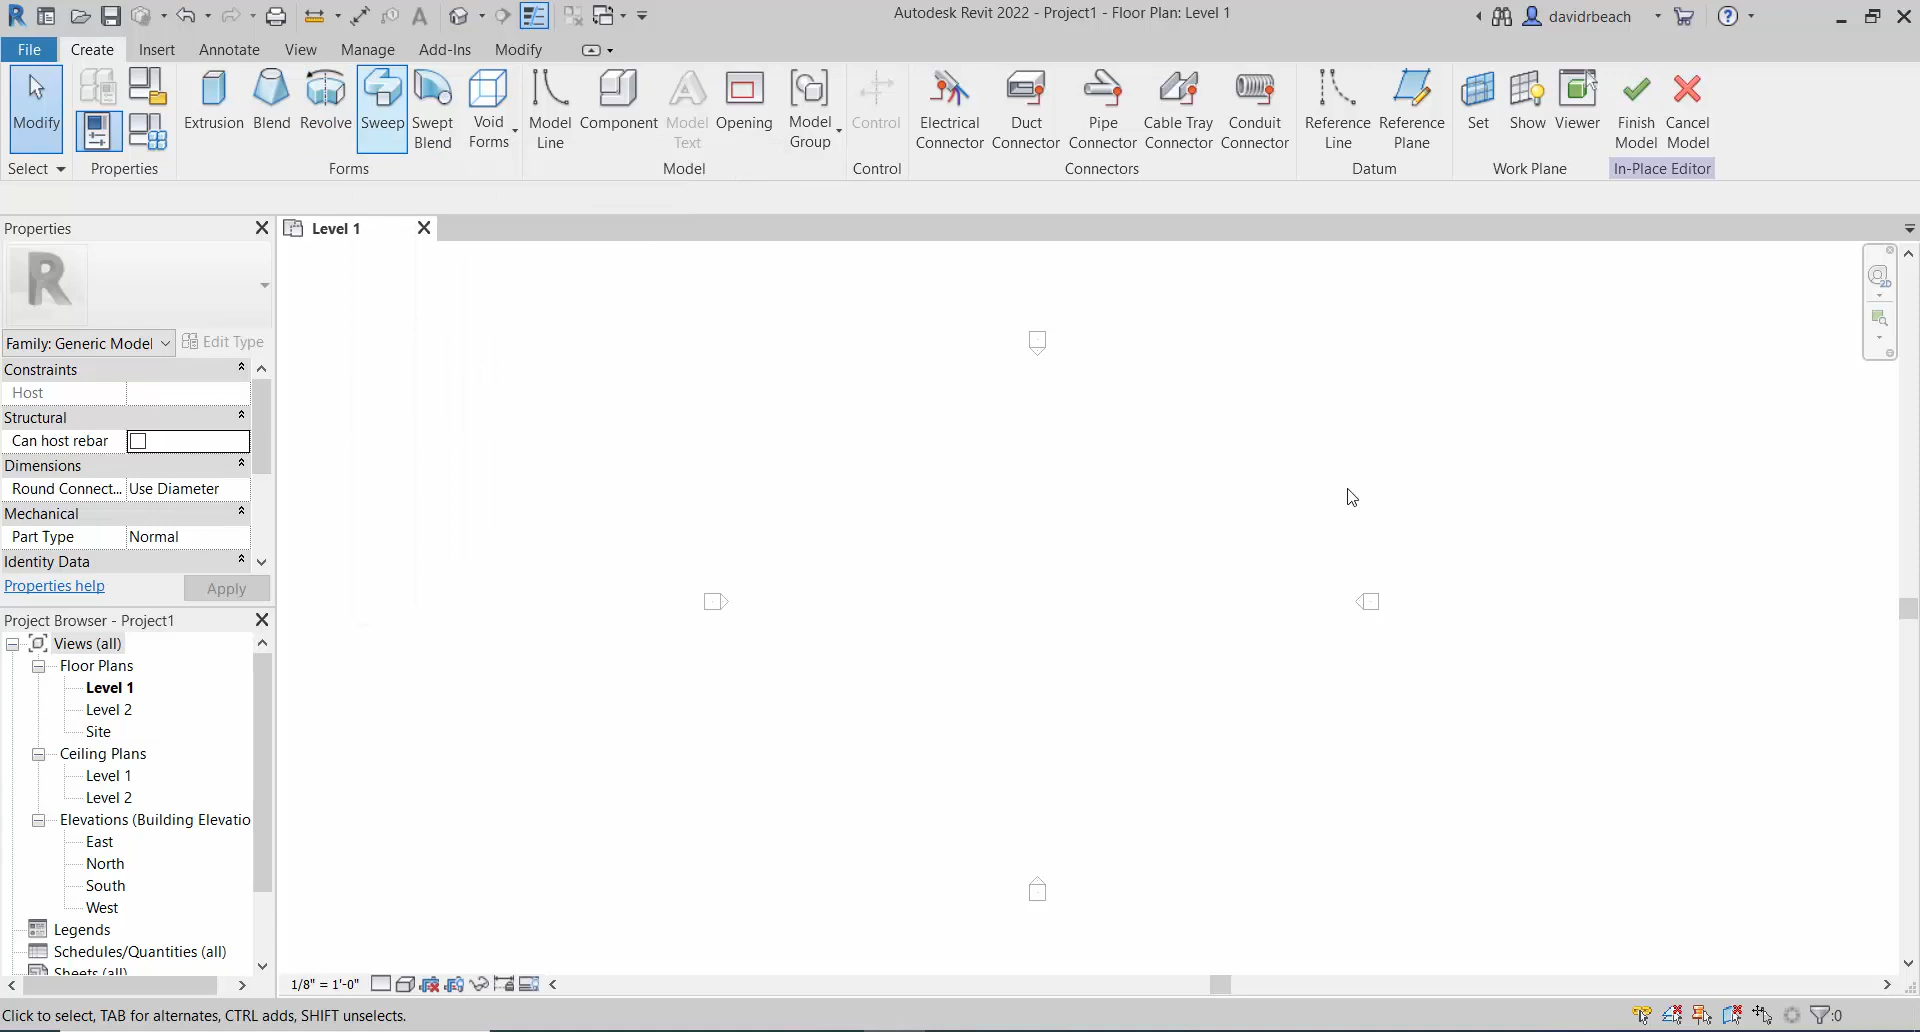 Autodesk Revit 2022 - Project1 - Floor Plan: Level 1
davidrbeach
File Create Insert Annotate View Manage Add-Ins Modify
Modify
Extrusion Blend Revolve Sweep Swept Blend Void Forms
Model Line Component Model Text Opening Model Group
Control
Electrical Connector Duct Connector Pipe Connector Cable Tray Connector Conduit Connector
Reference Line Reference Plane
Set Show Viewer
Finish Model Cancel Model
Select Properties Forms Model Control Connectors Datum Work Plane In-Place Editor
Properties
Level 1
Family: Generic Model Edit Type
Constraints
Host
Structural
Can host rebar
Dimensions
Round Connect... Use Diameter
Mechanical
Part Type Normal
Identity Data
Properties help Apply
Project Browser - Project1
Views (all)
Floor Plans
Level 1
Level 2
Site
Ceiling Plans
Level 1
Level 2
Elevations (Building Elevatio
East
North
South
West
Legends
Schedules/Quantities (all)
Sheets (all)
1/8" = 1'-0"
Click to select, TAB for alternates, CTRL adds, SHIFT unselects.
:0